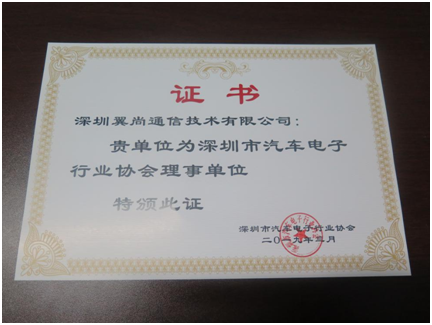 证书
深圳翼尚通信技术有限公司：
贵单位为深圳市汽车电子
行业协会理事单位
特颁此证
深圳市汽车电子行业协会
二〇一九年三月